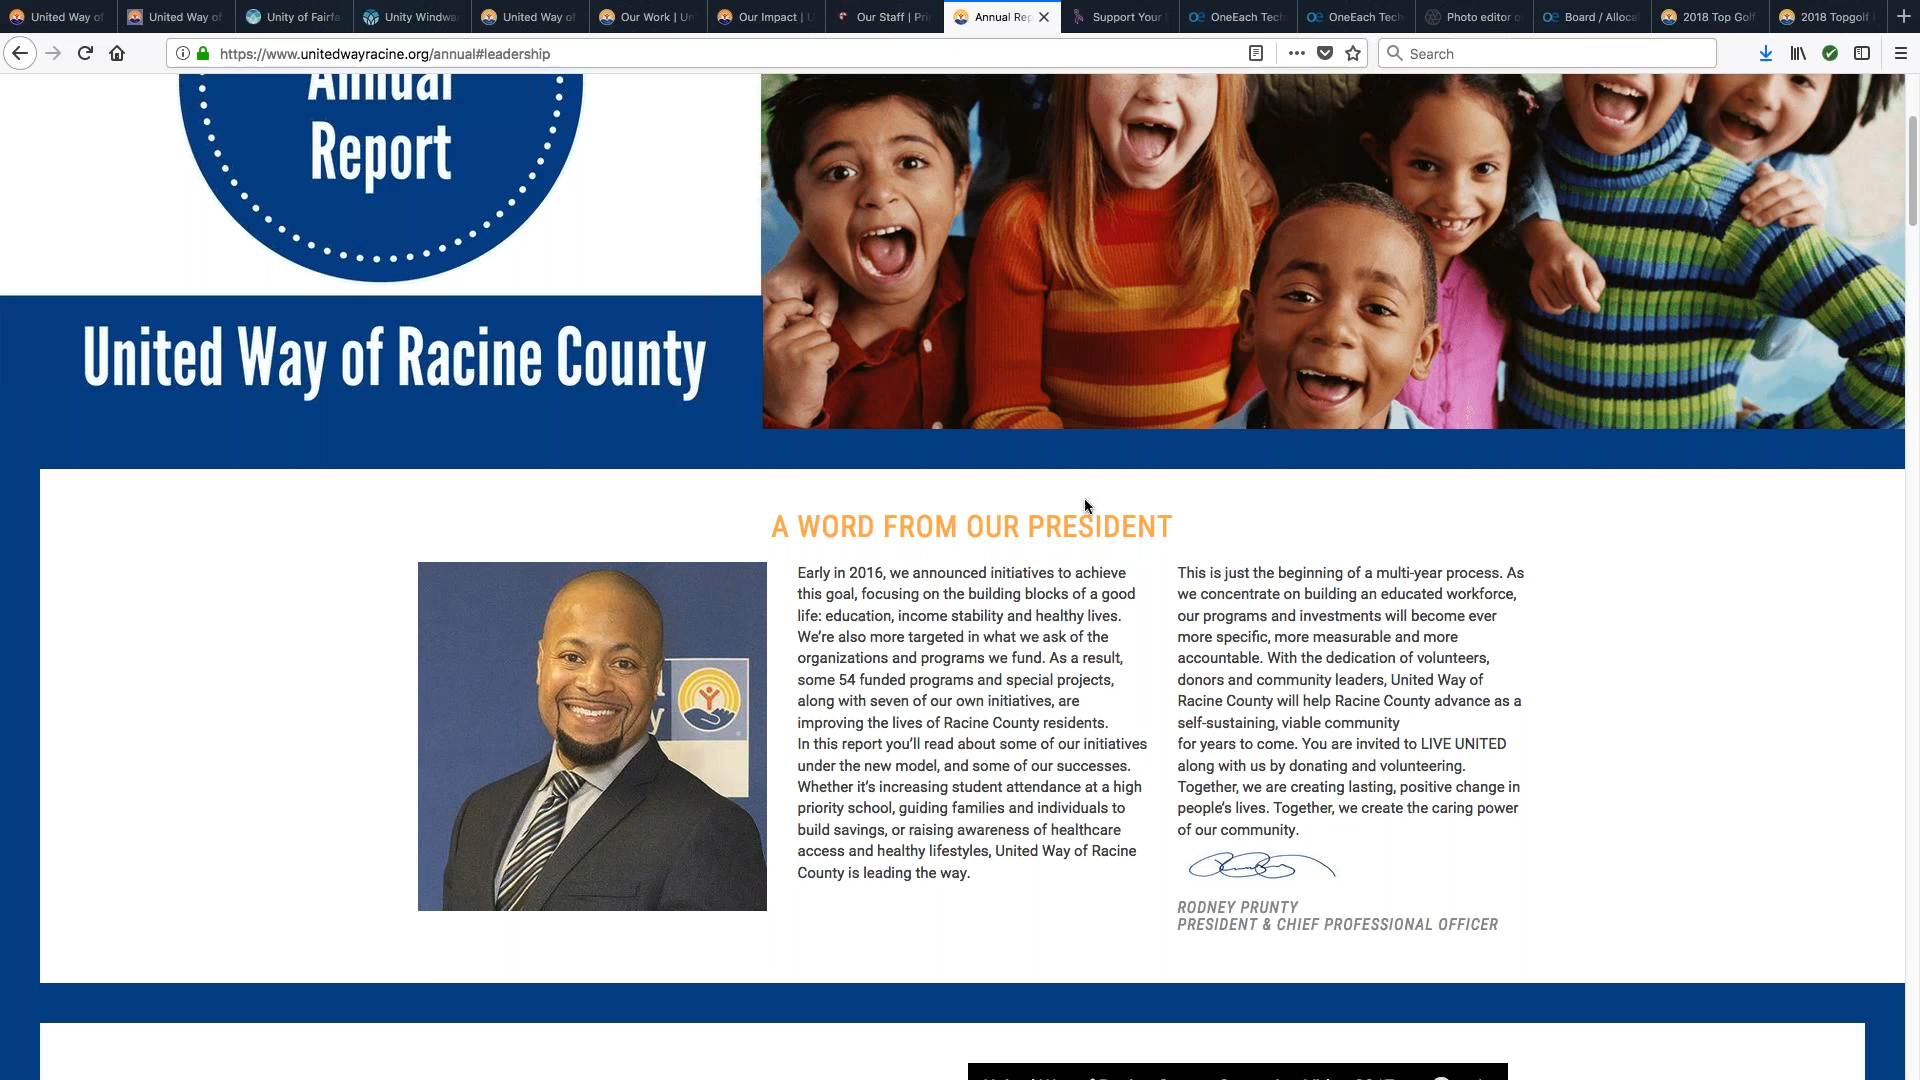 United Way of
United Way of
Unity of Fairfa
Unity Windwa
United Way of
Our Work | Un
Our Impact | U
Our Staff | Pri
Annual Rep
Support Your
OneEach Tech
OneEach Tech
Photo editor o
Board / Alloca
2018 Top Golf
2018 Topgolf
https://www.unitedwayracine.org/annual#leadership
Search
Annual
Report
United Way of Racine County
A WORD FROM OUR PRESIDENT
Early in 2016, we announced initiatives to achieve
this goal, focusing on the building blocks of a good
life: education, income stability and healthy lives.
We're also more targeted in what we ask of the
organizations and programs we fund. As a result,
some 54 funded programs and special projects,
along with seven of our own initiatives, are
improving the lives of Racine County residents.
In this report you'll read about some of our initiatives
under the new model, and some of our successes.
Whether it's increasing student attendance at a high
priority school, guiding families and individuals to
build savings, or raising awareness of healthcare
access and healthy lifestyles, United Way of Racine
County is leading the way.
This is just the beginning of a multi-year process. As
we concentrate on building an educated workforce,
our programs and investments will become ever
more specific, more measurable and more
accountable. With the dedication of volunteers,
donors and community leaders, United Way of
Racine County will help Racine County advance as a
self-sustaining, viable community
for years to come. You are invited to LIVE UNITED
along with us by donating and volunteering.
Together, we are creating lasting, positive change in
people's lives. Together, we create the caring power
of our community.
RODNEY PRUNTY
PRESIDENT & CHIEF PROFESSIONAL OFFICER